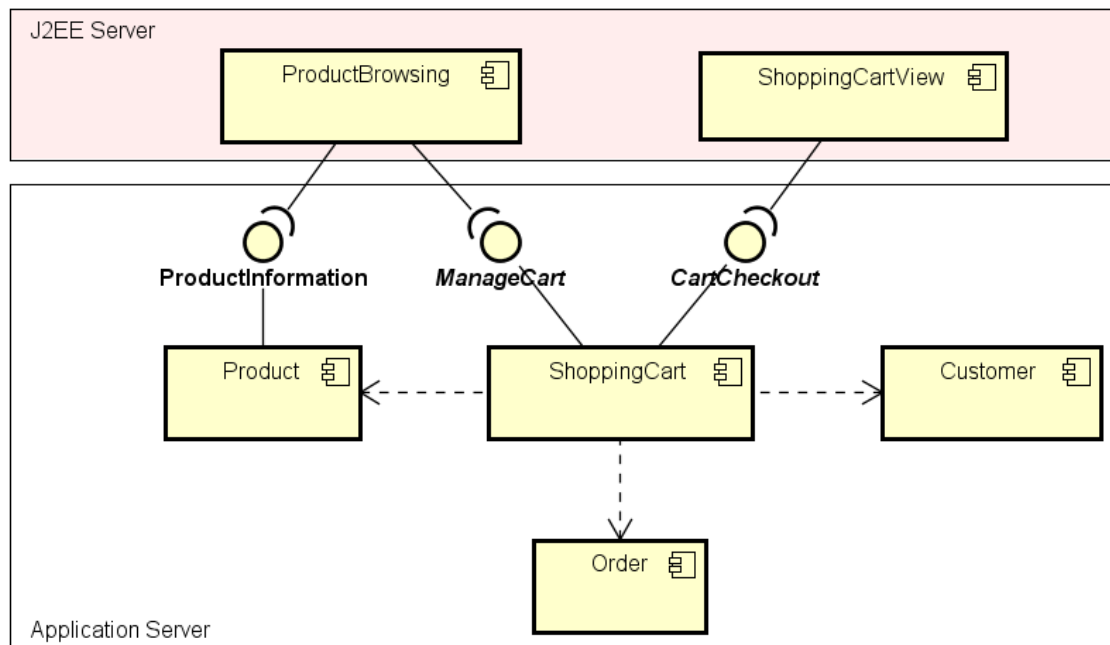 J2EE Server
ProductBrowsing
ShoppingCartView
ProductInformation
ManageCart
CartCheckout
Product
ShoppingCart
Customer
Order
Application Server